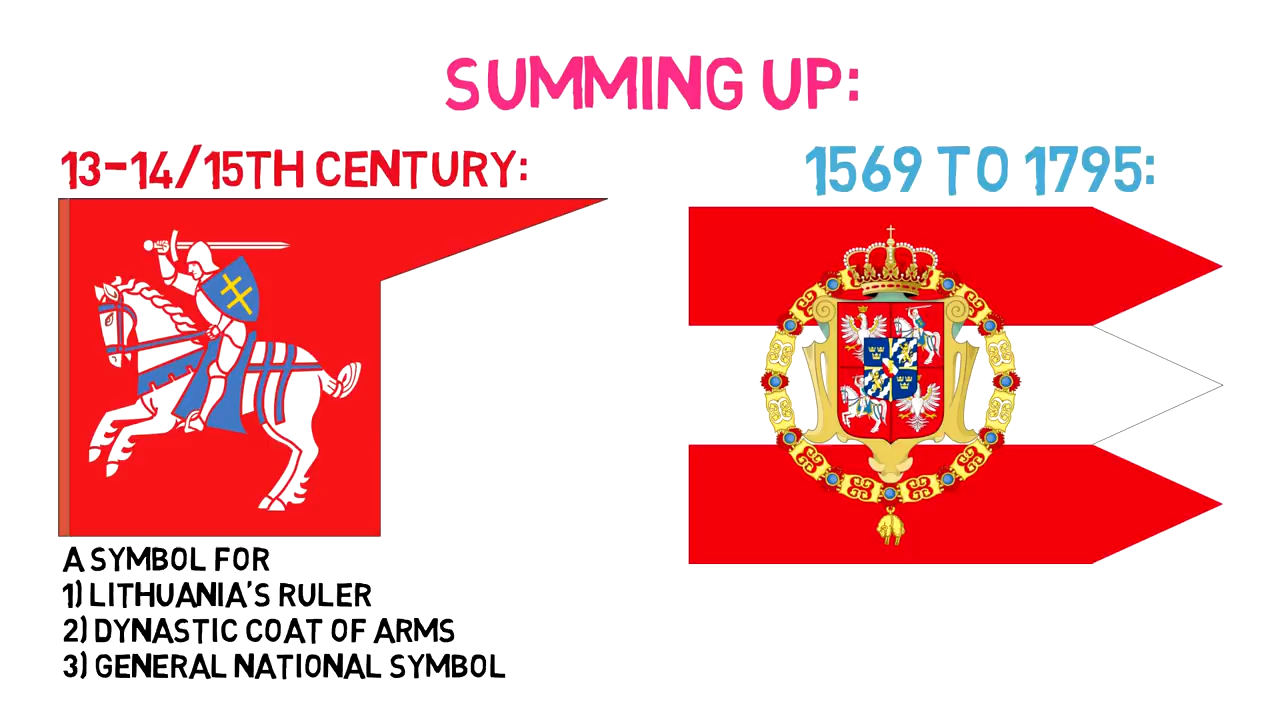 SUMMING UP:
13-14/15TH CENTURY:
1569 TO 1795:
A SYMBOL FOR
1) LITHUANIA'S RULER
2) DYNASTIC COAT OF ARMS
3) GENERAL NATIONAL SYMBOL